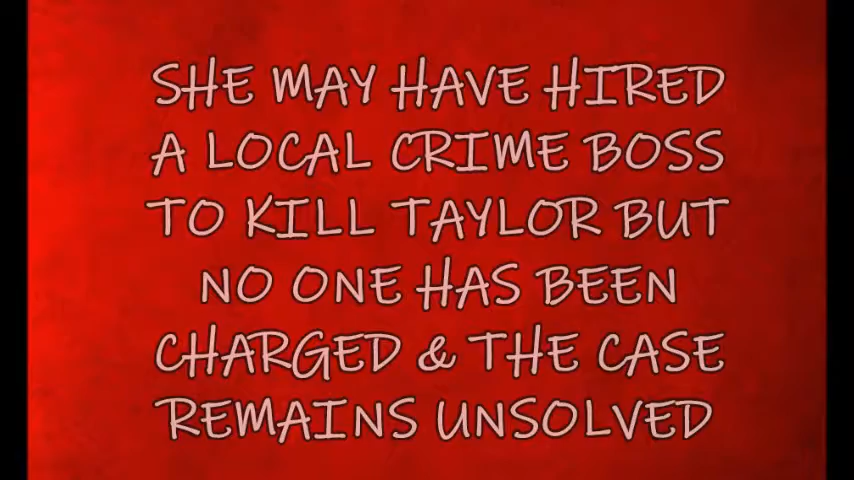 SHE MAY HAVE HIRED
A LOCAL CRIME BOSS
TO KILL TAYLOR BUT
NO ONE HAS BEEN
CHARGED & THE CASE
REMAINS UNSOLVED